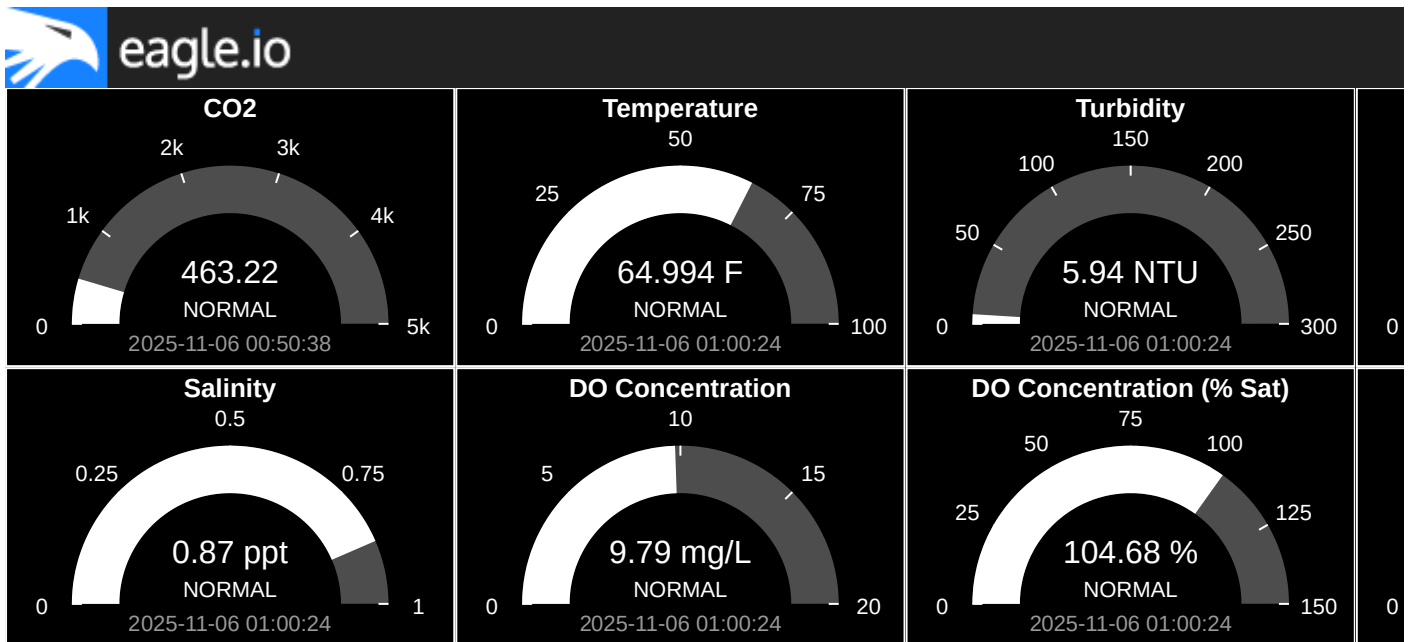 eagle.io
CO2
0
1k
2k
3k
4k
5k
463.22
NORMAL
2025-11-06 00:50:38
Temperature
0
25
50
75
100
64.994 F
NORMAL
2025-11-06 01:00:24
Turbidity
0
50
100
150
200
250
300
5.94 NTU
NORMAL
2025-11-06 01:00:24
0
Salinity
0
0.25
0.5
0.75
1
0.87 ppt
NORMAL
2025-11-06 01:00:24
DO Concentration
0
5
10
15
20
9.79 mg/L
NORMAL
2025-11-06 01:00:24
DO Concentration (% Sat)
0
25
50
75
100
125
150
104.68 %
NORMAL
2025-11-06 01:00:24
0